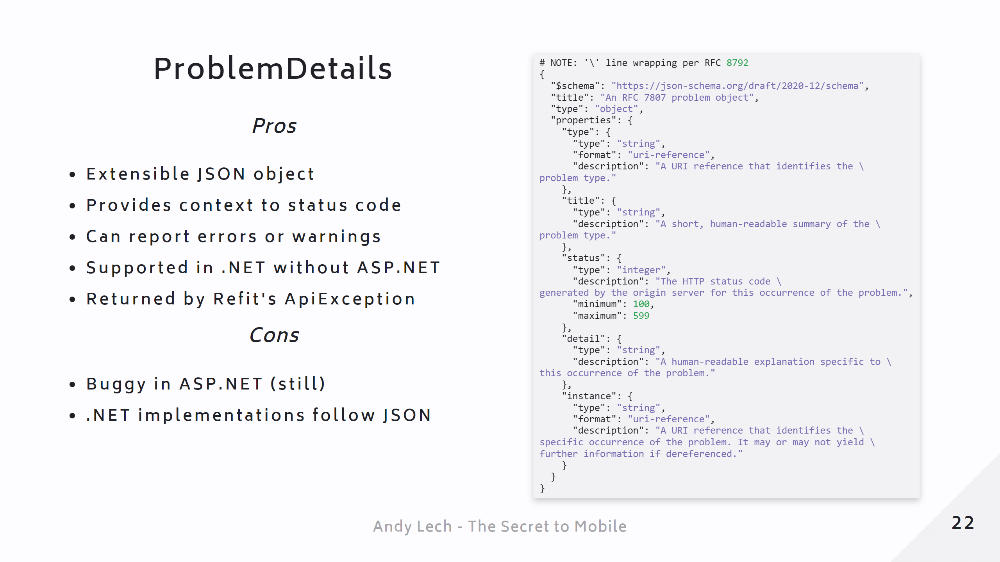 ProblemDetails
Pros
• Extensible JSON object
• Provides context to status code
• Can report errors or warnings
• Supported in .NET without ASP.NET
• Returned by Refit's ApiException
Cons
• Buggy in ASP.NET (still)
• .NET implementations follow JSON
# NOTE: '\' line wrapping per RFC 8792
{
  "$schema": "https://json-schema.org/draft/2020-12/schema",
  "title": "An RFC 7807 problem object",
  "type": "object",
  "properties": {
    "type": {
      "type": "string",
      "format": "uri-reference",
      "description": "A URI reference that identifies the \
problem type."
    },
    "title": {
      "type": "string",
      "description": "A short, human-readable summary of the \
problem type."
    },
    "status": {
      "type": "integer",
      "description": "The HTTP status code \
generated by the origin server for this occurrence of the problem.",
      "minimum": 100,
      "maximum": 599
    },
    "detail": {
      "type": "string",
      "description": "A human-readable explanation specific to \
this occurrence of the problem."
    },
    "instance": {
      "type": "string",
      "format": "uri-reference",
      "description": "A URI reference that identifies the \
specific occurrence of the problem. It may or may not yield \
further information if dereferenced."
    }
  }
}
Andy Lech - The Secret to Mobile
22